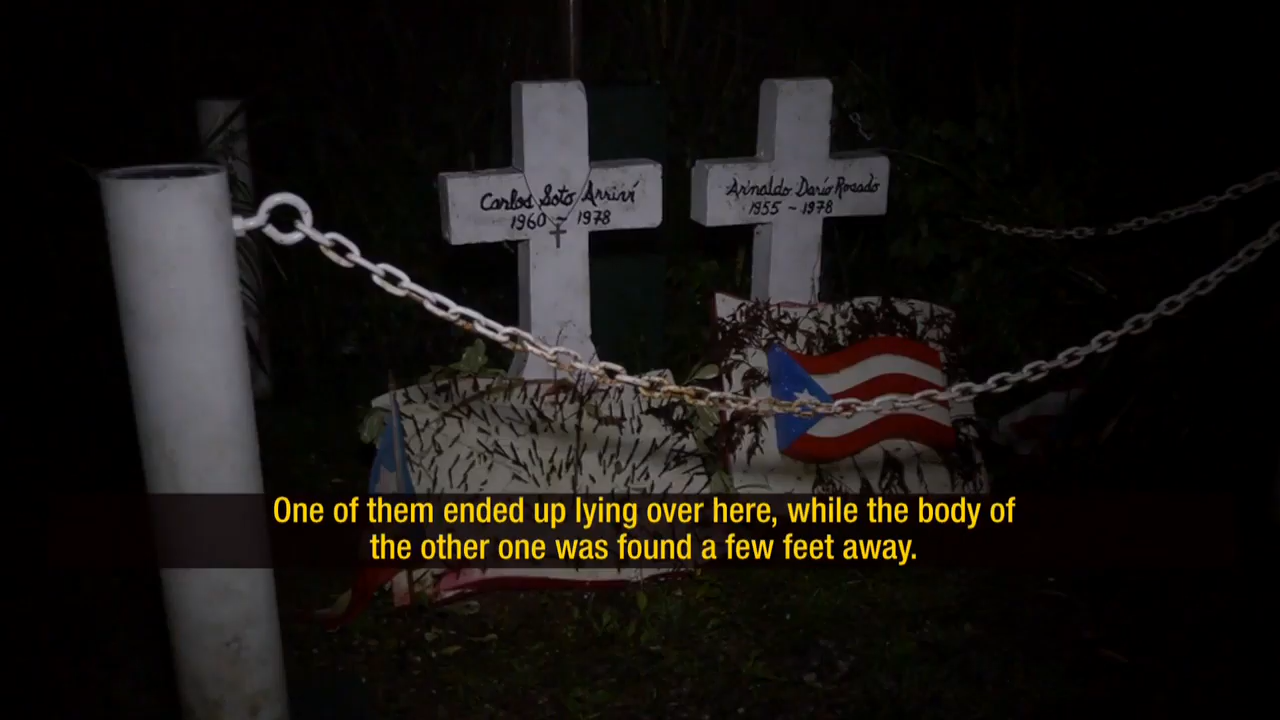 Carlos Soto Arriví
1960 ~ 1978
Arnaldo Darío Rosado
1955 ~ 1978
One of them ended up lying over here, while the body of
the other one was found a few feet away.